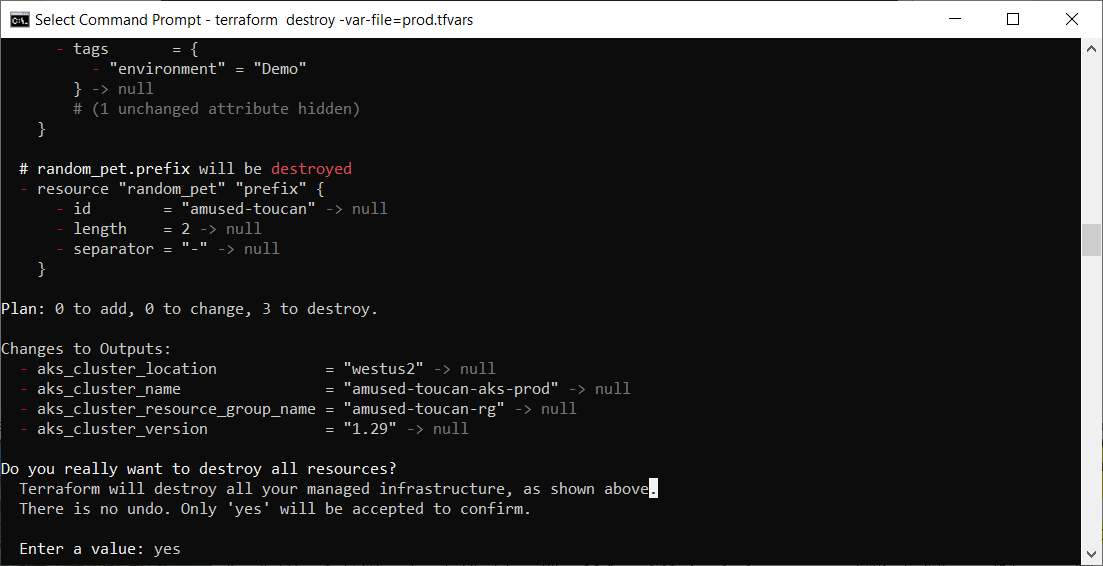 Select Command Prompt - terraform  destroy -var-file=prod.tfvars
      - tags       = {
          - "environment" = "Demo"
        } -> null
        # (1 unchanged attribute hidden)
    }
  # random_pet.prefix will be destroyed
  - resource "random_pet" "prefix" {
      - id        = "amused-toucan" -> null
      - length    = 2 -> null
      - separator = "-" -> null
    }
Plan: 0 to add, 0 to change, 3 to destroy.
Changes to Outputs:
  - aks_cluster_location            = "westus2" -> null
  - aks_cluster_name                = "amused-toucan-aks-prod" -> null
  - aks_cluster_resource_group_name = "amused-toucan-rg" -> null
  - aks_cluster_version             = "1.29" -> null
Do you really want to destroy all resources?
  Terraform will destroy all your managed infrastructure, as shown above.
  There is no undo. Only 'yes' will be accepted to confirm.
  Enter a value: yes